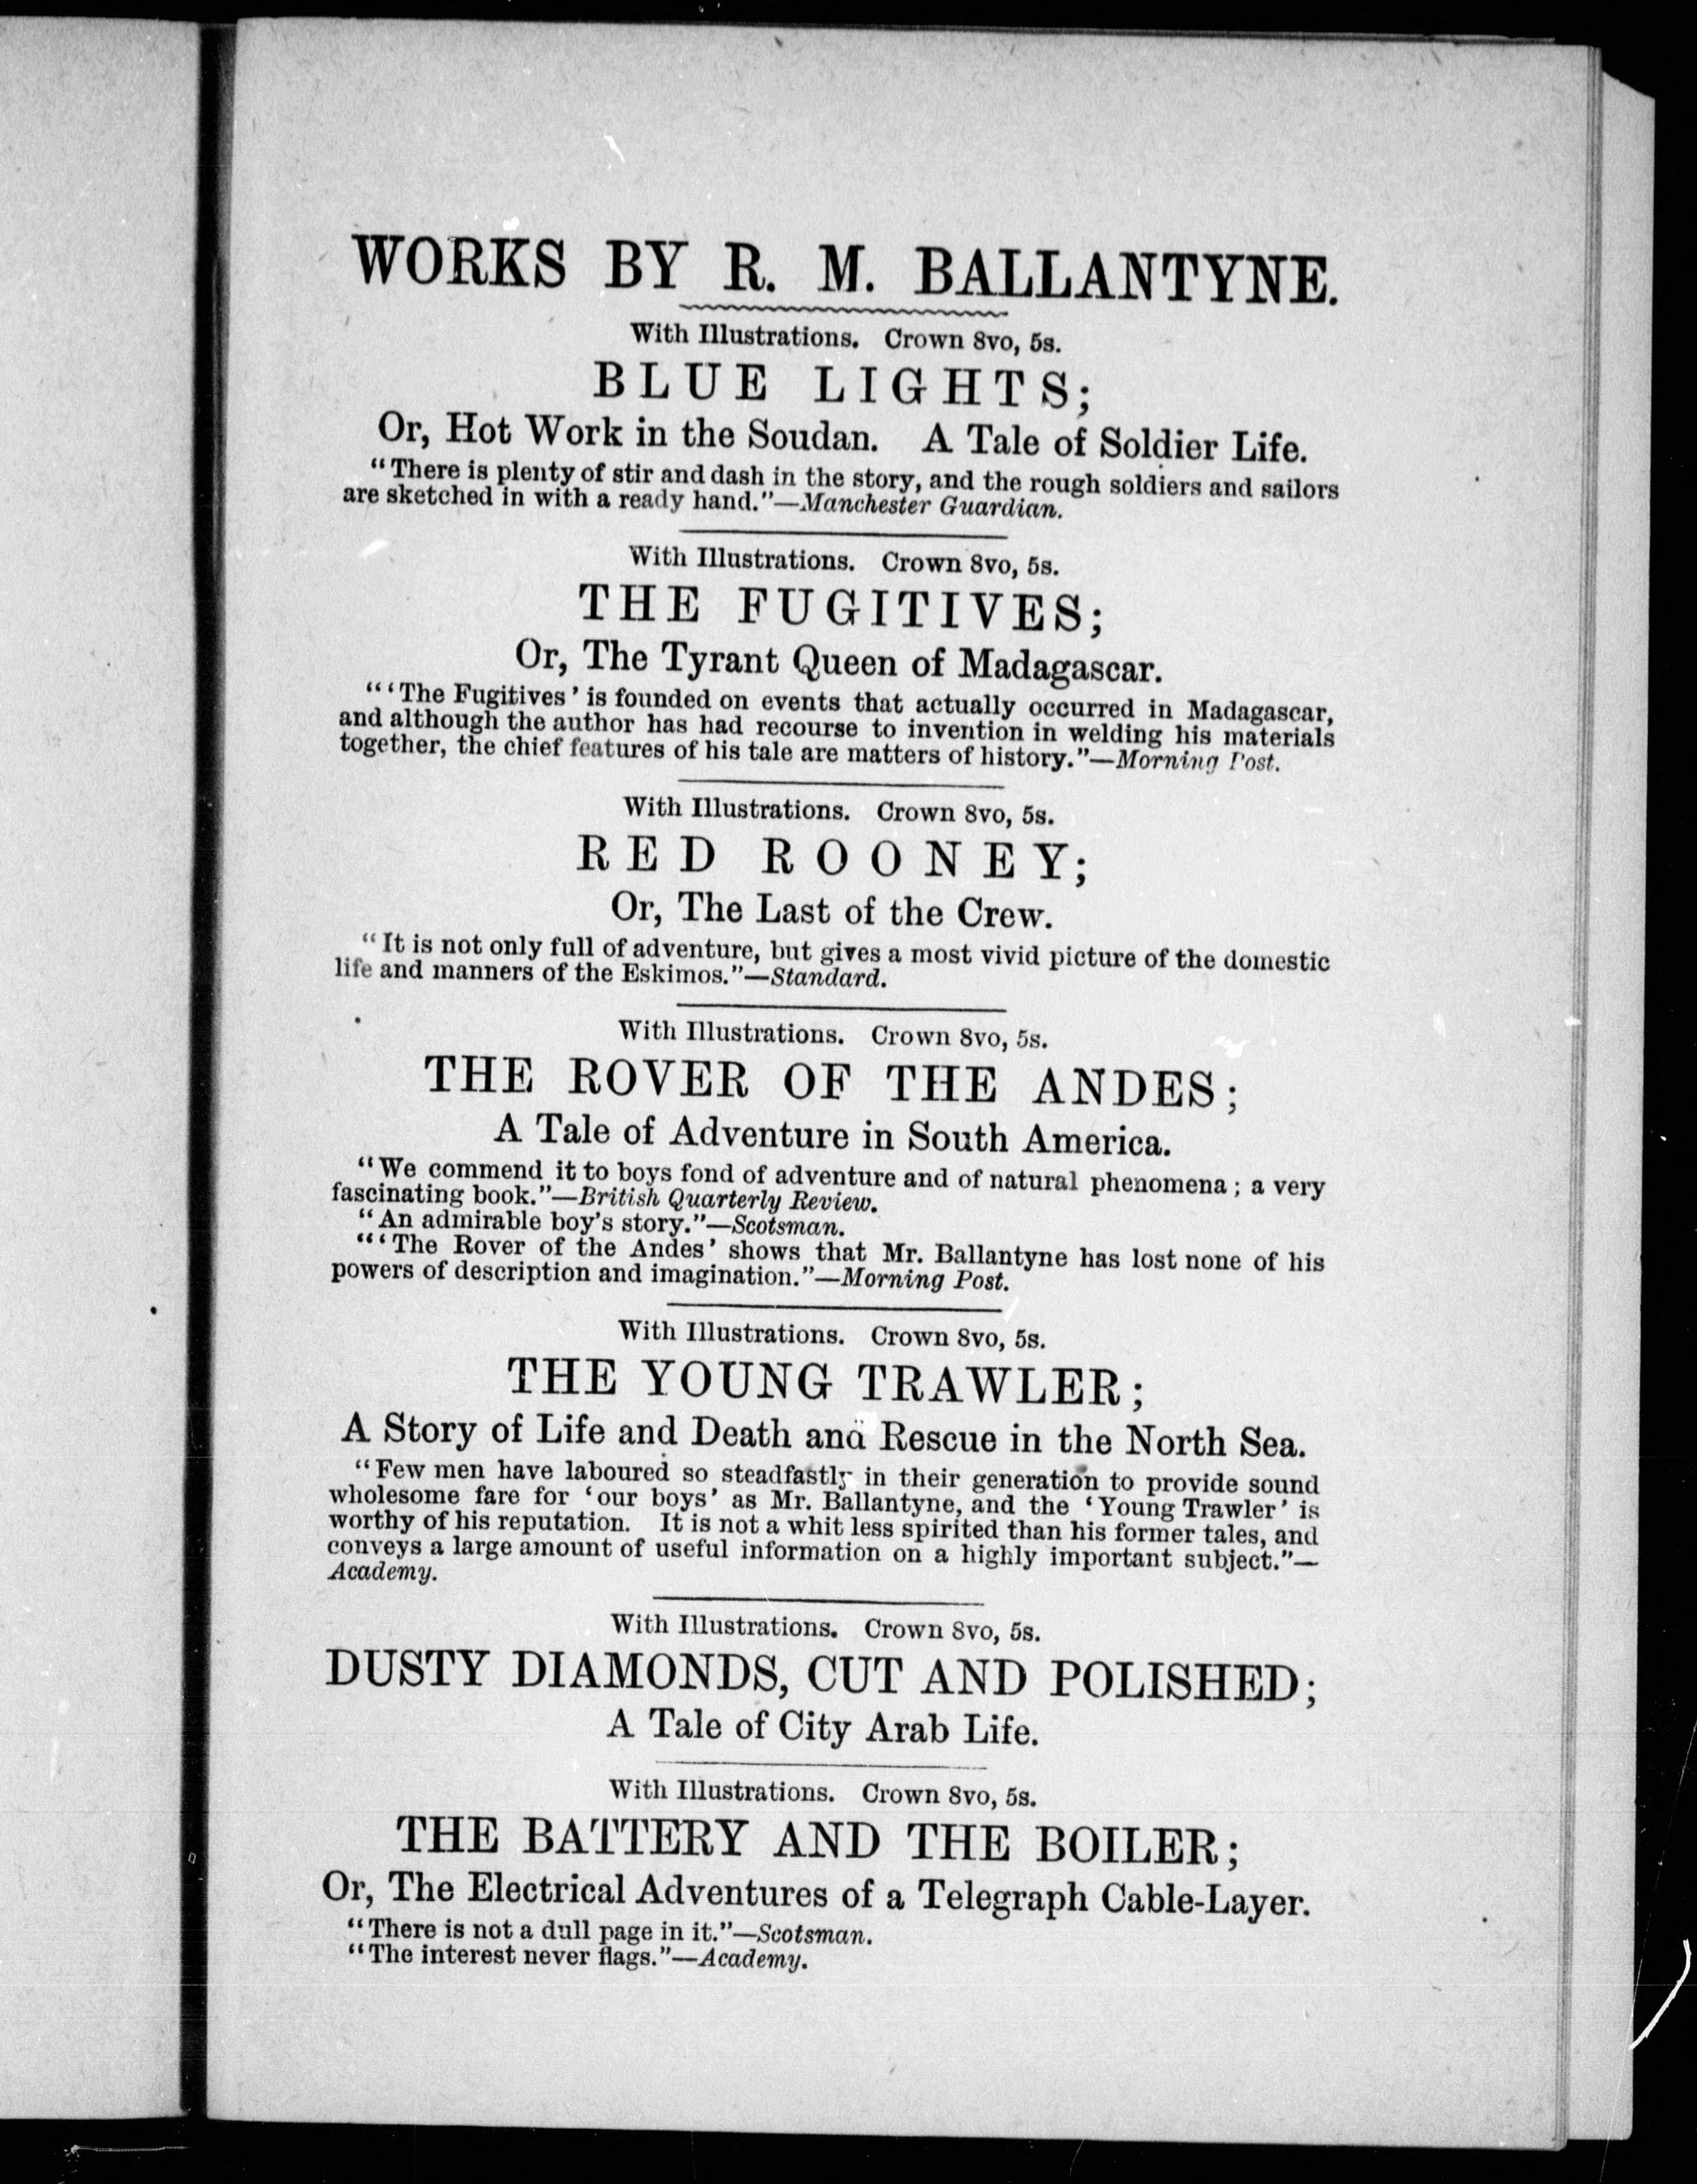 WORKS BY R. M. BALLANTYNE.
With Illustrations. Crown 8vo, 5s.
BLUE LIGHTS;
Or, Hot Work in the Soudan. A Tale of Soldier Life.
"There is plenty of stir and dash in the story, and the rough soldiers and sailors
are sketched in with a ready hand."—Manchester Guardian.
With Illustrations. Crown 8vo, 5s.
THE FUGITIVES;
Or, The Tyrant Queen of Madagascar.
"'The Fugitives' is founded on events that actually occurred in Madagascar,
and although the author has had recourse to invention in welding his materials
together, the chief features of his tale are matters of history."—Morning Post.
With Illustrations. Crown 8vo, 5s.
RED ROONEY;
Or, The Last of the Crew.
"It is not only full of adventure, but gives a most vivid picture of the domestic
life and manners of the Eskimos."—Standard.
With Illustrations. Crown 8vo, 5s.
THE ROVER OF THE ANDES;
A Tale of Adventure in South America.
"We commend it to boys fond of adventure and of natural phenomena; a very
fascinating book."—British Quarterly Review.
"An admirable boy's story."—Scotsman.
"'The Rover of the Andes' shows that Mr. Ballantyne has lost none of his
powers of description and imagination."—Morning Post.
With Illustrations. Crown 8vo, 5s.
THE YOUNG TRAWLER;
A Story of Life and Death and Rescue in the North Sea.
"Few men have laboured so steadfastly in their generation to provide sound
wholesome fare for 'our boys' as Mr. Ballantyne, and the 'Young Trawler' is
worthy of his reputation. It is not a whit less spirited than his former tales, and
conveys a large amount of useful information on a highly important subject."—
Academy.
With Illustrations. Crown 8vo, 5s.
DUSTY DIAMONDS, CUT AND POLISHED;
A Tale of City Arab Life.
With Illustrations. Crown 8vo, 5s.
THE BATTERY AND THE BOILER;
Or, The Electrical Adventures of a Telegraph Cable-Layer.
"There is not a dull page in it."—Scotsman.
"The interest never flags."—Academy.